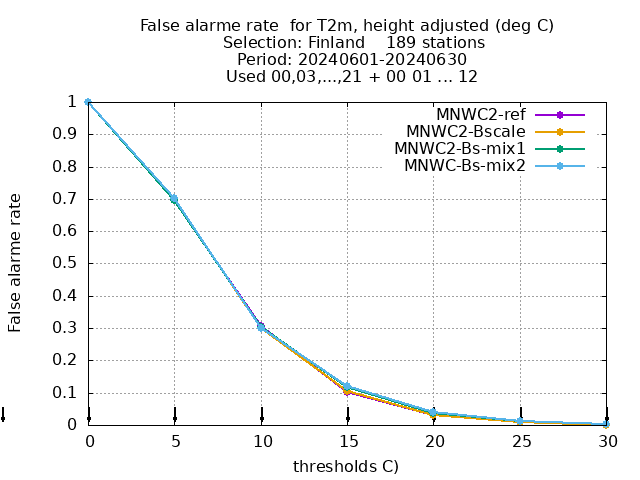 False alarme rate  for T2m, height adjusted (deg C)
Selection: Finland    189 stations
Period: 20240601-20240630
Used 00,03,...,21 + 00 01 ... 12
MNWC2-ref
MNWC2-Bscale
MNWC2-Bs-mix1
MNWC-Bs-mix2
False alarme rate
1
0.9
0.8
0.7
0.6
0.5
0.4
0.3
0.2
0.1
0
0 5 10 15 20 25 30
thresholds C)